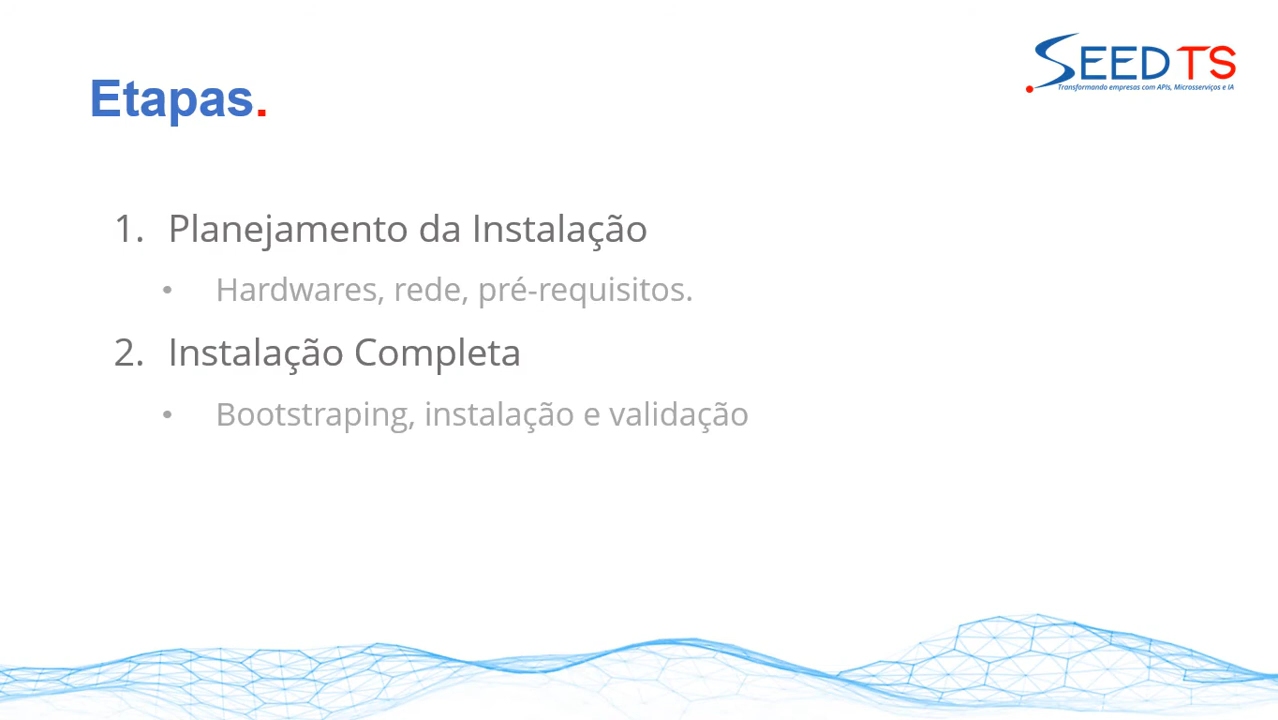 SEED TS
Transformando empresas com APIs, Microsserviços e IA
Etapas.
1. Planejamento da Instalação
• Hardwares, rede, pré-requisitos.
2. Instalação Completa
• Bootstraping, instalação e validação